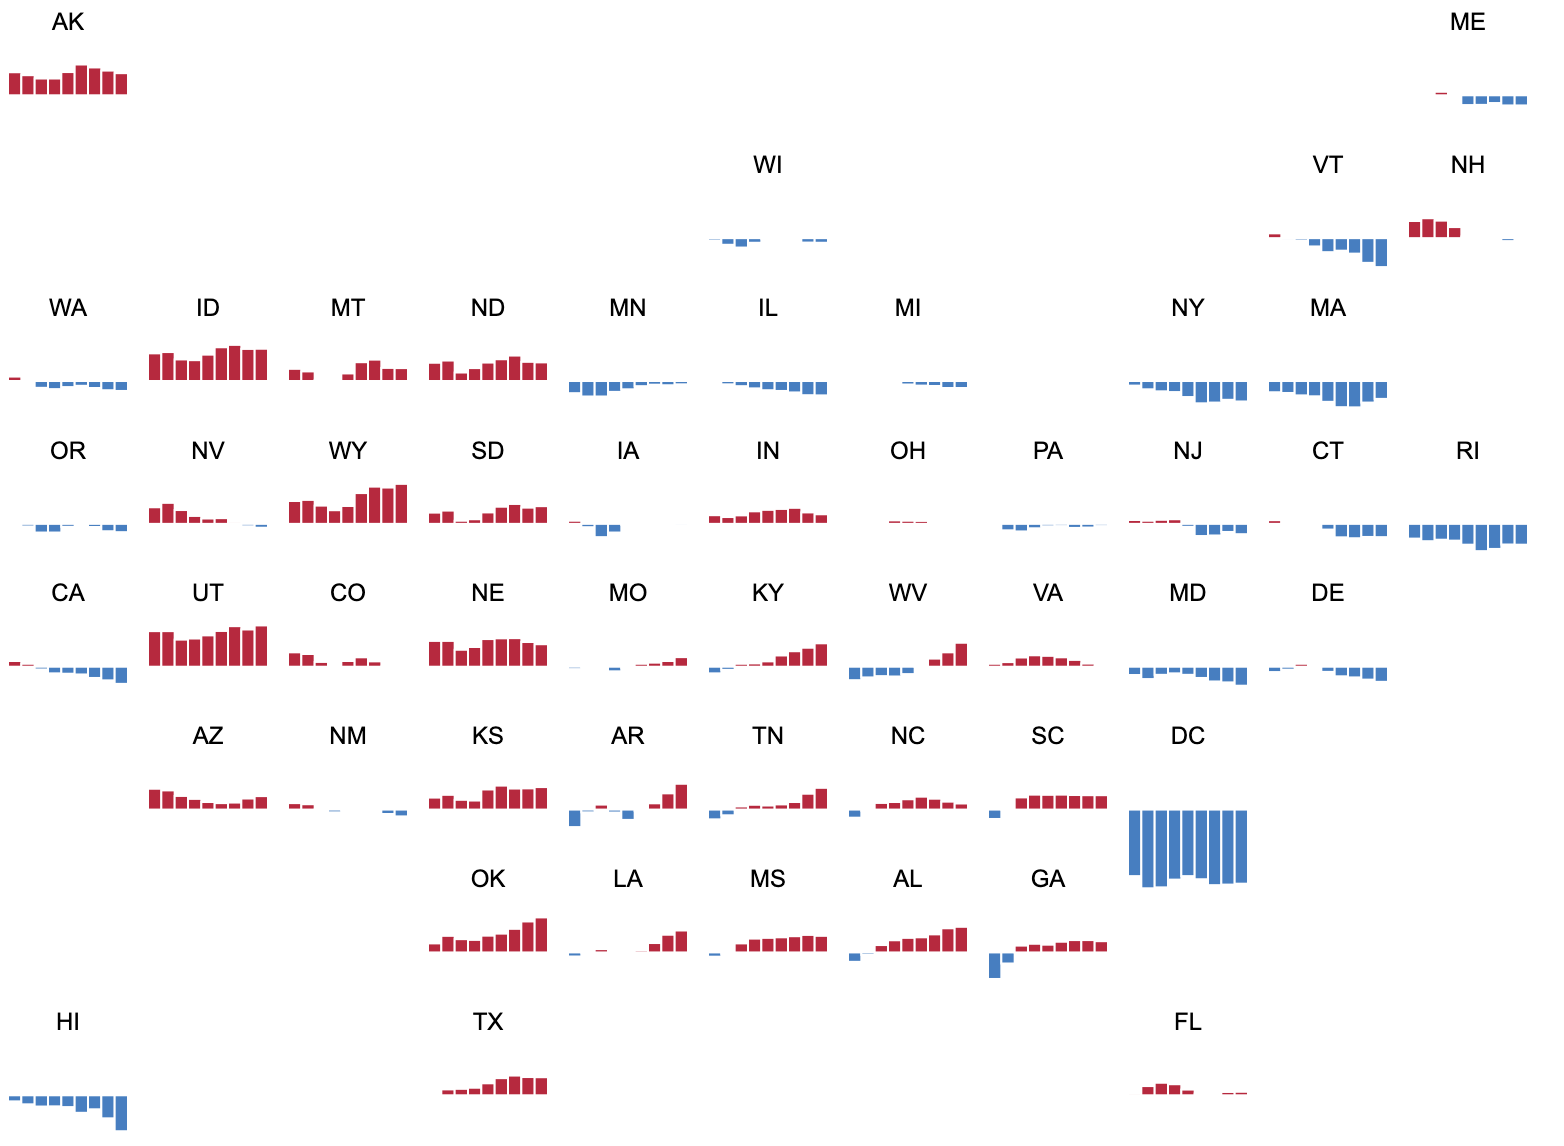 AK ME
WI VT NH
WA ID MT ND MN IL MI NY MA
OR NV WY SD IA IN OH PA NJ CT RI
CA UT CO NE MO KY WV VA MD DE
AZ NM KS AR TN NC SC DC
OK LA MS AL GA
HI TX FL